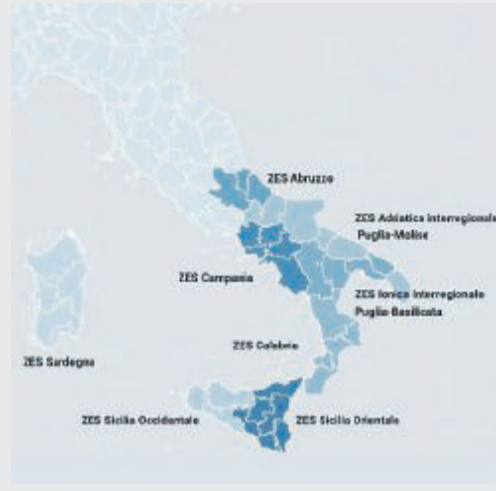 ZES Abruzzo
ZES Adriatica Interregionale
Puglia-Molise
ZES Campania
ZES Ionica Interregionale
Puglia-Basilicata
ZES Calabria
ZES Sardegna
ZES Sicilia Occidentale
ZES Sicilia Orientale